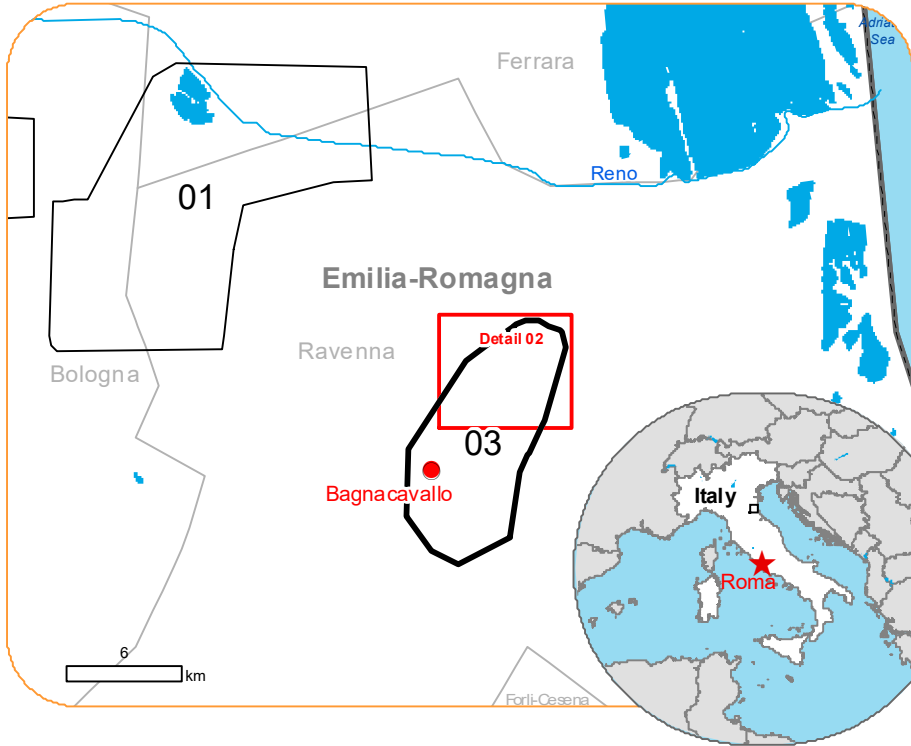 Adria
Sea
Ferrara
Reno
01
Emilia-Romagna
Detail 02
Ravenna
Bologna
03
Bagnacavallo
Italy
Roma
6
km
Forlì-Cesena